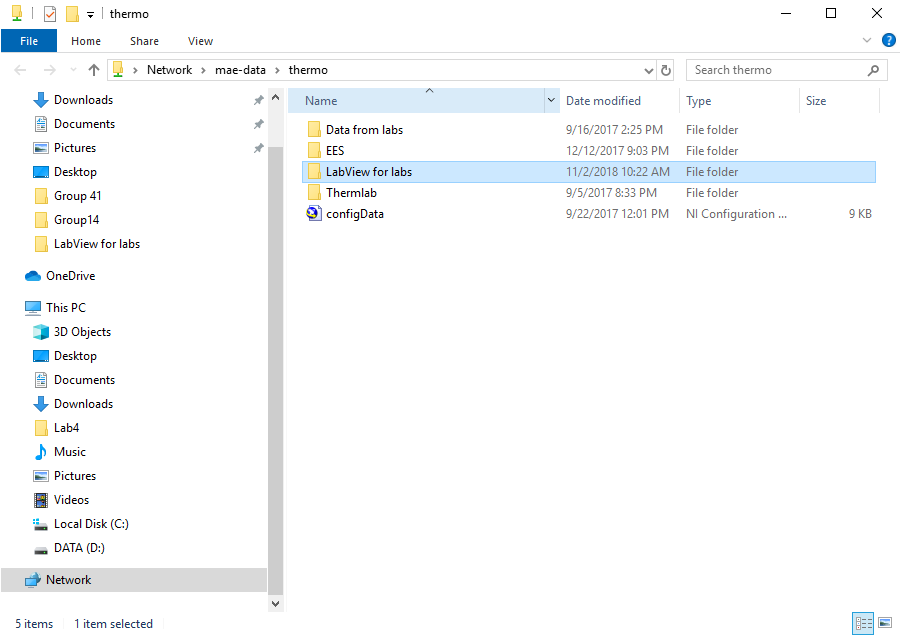 thermo
File Home Share View
Network mae-data thermo
Search thermo
Downloads
Documents
Pictures
Desktop
Group 41
Group14
LabView for labs
OneDrive
This PC
3D Objects
Desktop
Documents
Downloads
Lab4
Music
Pictures
Videos
Local Disk (C:)
DATA (D:)
Network
Name Date modified Type Size
Data from labs 9/16/2017 2:25 PM File folder
EES 12/12/2017 9:03 PM File folder
LabView for labs 11/2/2018 10:22 AM File folder
Thermlab 9/5/2017 8:33 PM File folder
configData 9/22/2017 12:01 PM NI Configuration ... 9 KB
5 items 1 item selected